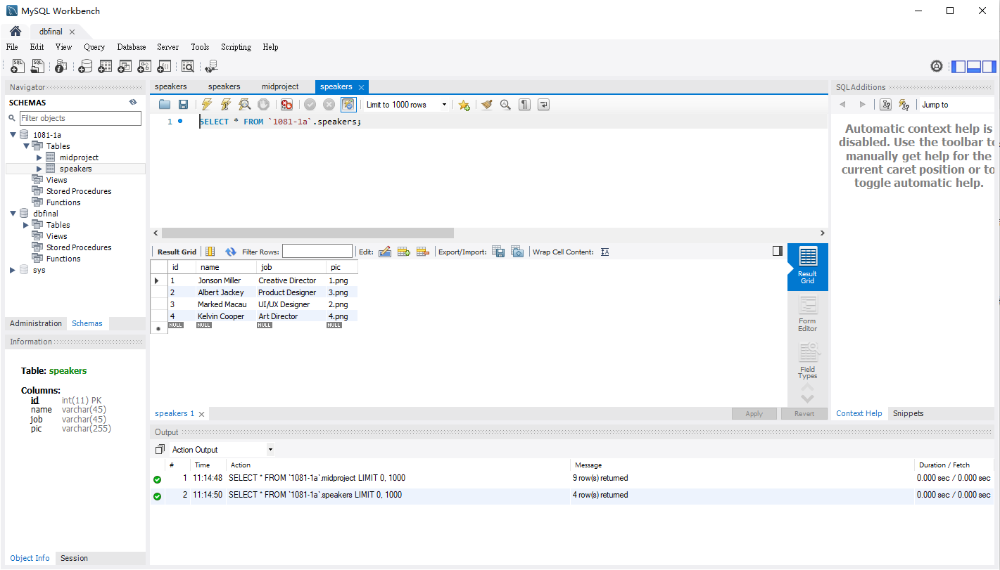 MySQL Workbench
dbfinal
File Edit View Query Database Server Tools Scripting Help
Navigator
SCHEMAS
Filter objects
1081-1a
Tables
midproject
speakers
Views
Stored Procedures
Functions
dbfinal
Tables
Views
Stored Procedures
Functions
sys
Administration Schemas
Information
Table: speakers
Columns:
id int(11) PK
name varchar(45)
job varchar(45)
pic varchar(255)
Object Info Session
speakers speakers midproject speakers
Limit to 1000 rows
1 SELECT * FROM `1081-1a`.speakers;
Result Grid Filter Rows: Edit: Export/Import: Wrap Cell Content:
id name job pic
1 Jonson Miller Creative Director 1.png
2 Albert Jackey Product Designer 3.png
3 Marked Macau UI/UX Designer 2.png
4 Kelvin Cooper Art Director 4.png
NULL NULL NULL NULL
Result
Grid
Form
Editor
Field
Types
speakers 1
Apply Revert
SQLAdditions
Jump to
Automatic context help is
disabled. Use the toolbar to
manually get help for the
current caret position or to
toggle automatic help.
Context Help Snippets
Output
Action Output
# Time Action Message Duration / Fetch
1 11:14:48 SELECT * FROM `1081-1a`.midproject LIMIT 0, 1000 9 row(s) returned 0.000 sec / 0.000 sec
2 11:14:50 SELECT * FROM `1081-1a`.speakers LIMIT 0, 1000 4 row(s) returned 0.000 sec / 0.000 sec